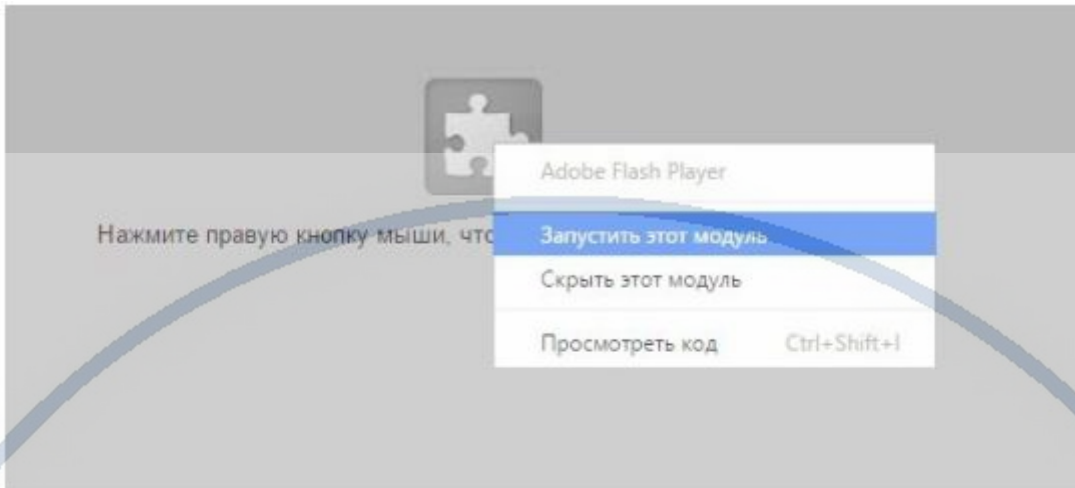 Adobe Flash Player
Нажмите правую кнопку мыши, что
Запустить этот модуль
Скрыть этот модуль
Просмотреть код Ctrl+Shift+I